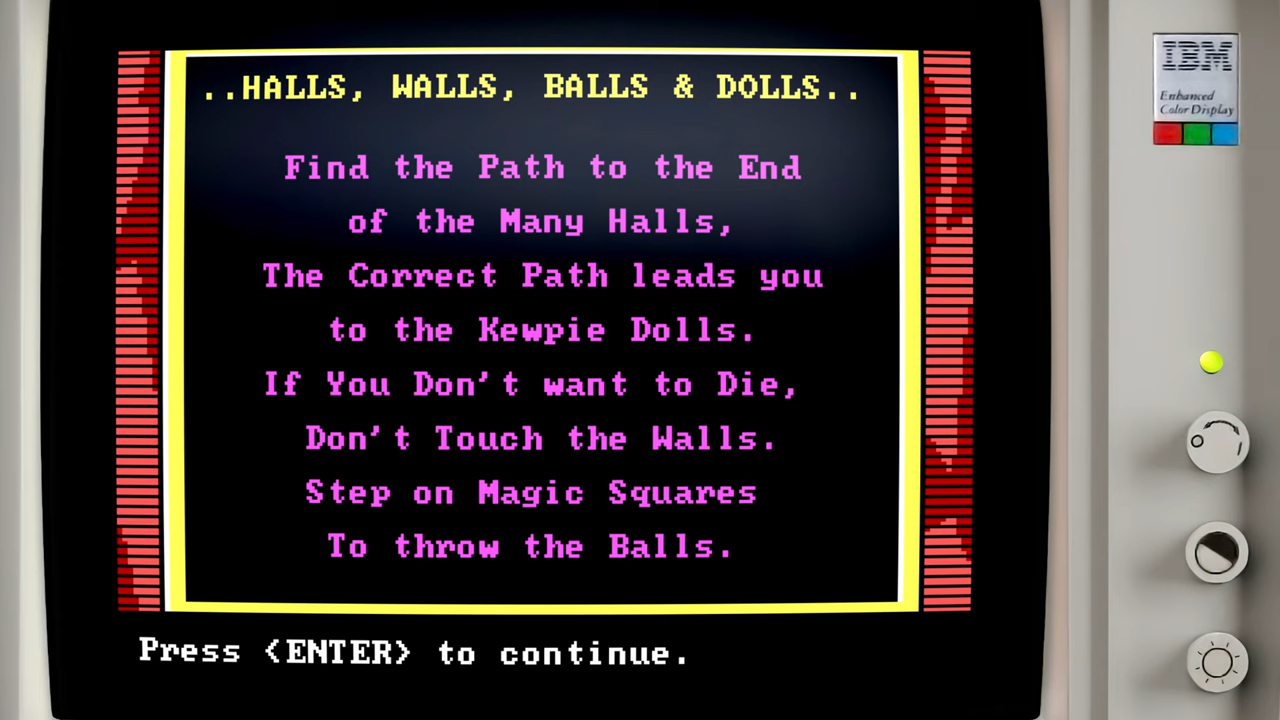 ..HALLS, WALLS, BALLS & DOLLS..
Find the Path to the End
of the Many Halls,
The Correct Path leads you
to the Kewpie Dolls.
If You Don't want to Die,
Don't Touch the Walls.
Step on Magic Squares
To throw the Balls.
Press <ENTER> to continue.
IBM
Enhanced
Color Display